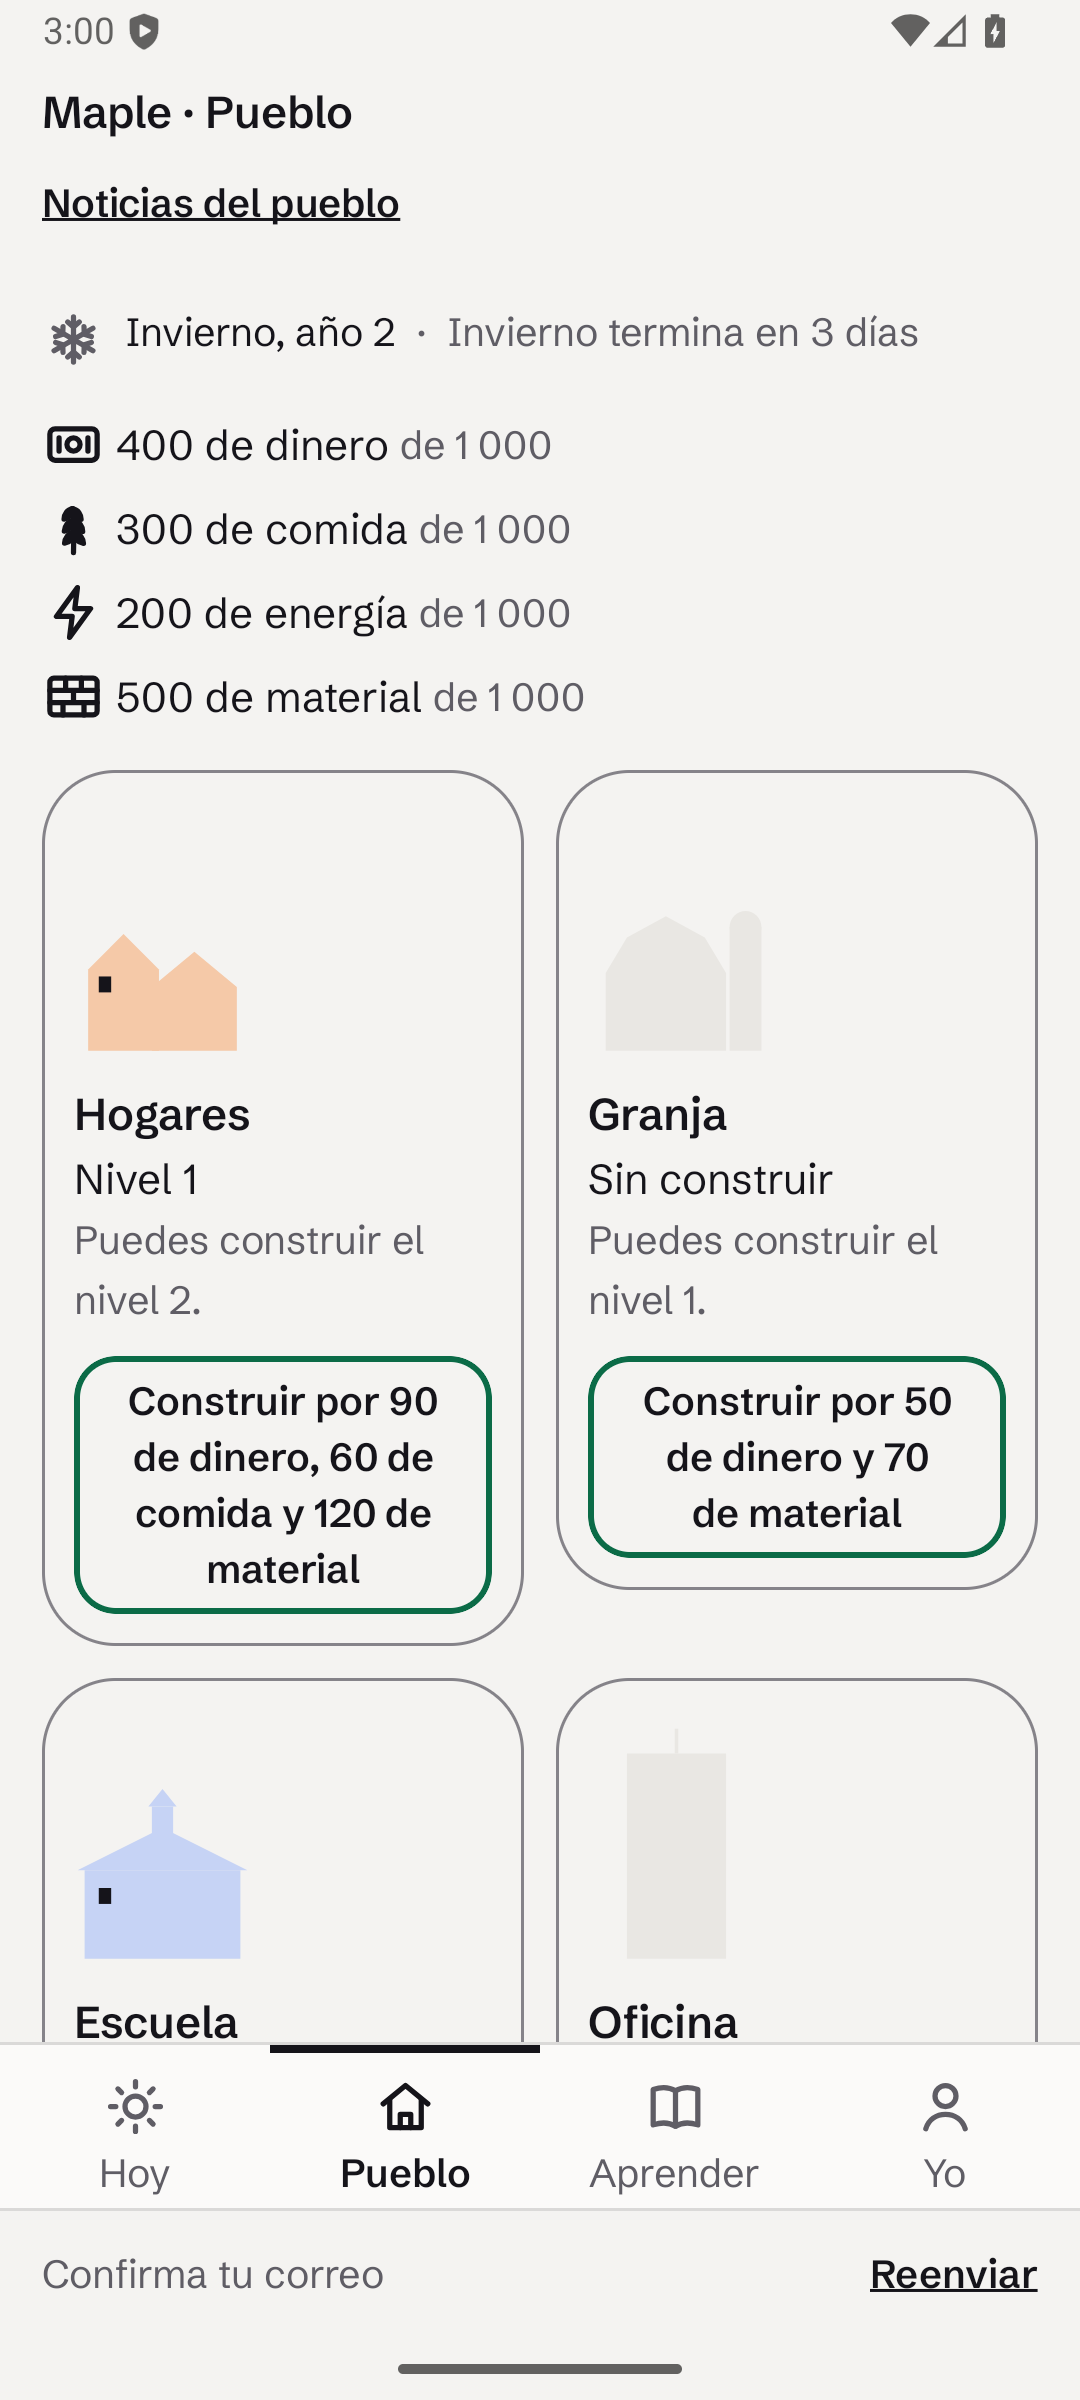 3:00
Maple · Pueblo
Noticias del pueblo
Invierno, año 2 · Invierno termina en 3 días
400 de dinero de 1 000
300 de comida de 1 000
200 de energía de 1 000
500 de material de 1 000
Hogares
Nivel 1
Puedes construir el
nivel 2.
Construir por 90
de dinero, 60 de
comida y 120 de
material
Granja
Sin construir
Puedes construir el
nivel 1.
Construir por 50
de dinero y 70
de material
Escuela
Oficina
Hoy
Pueblo
Aprender
Yo
Confirma tu correo
Reenviar